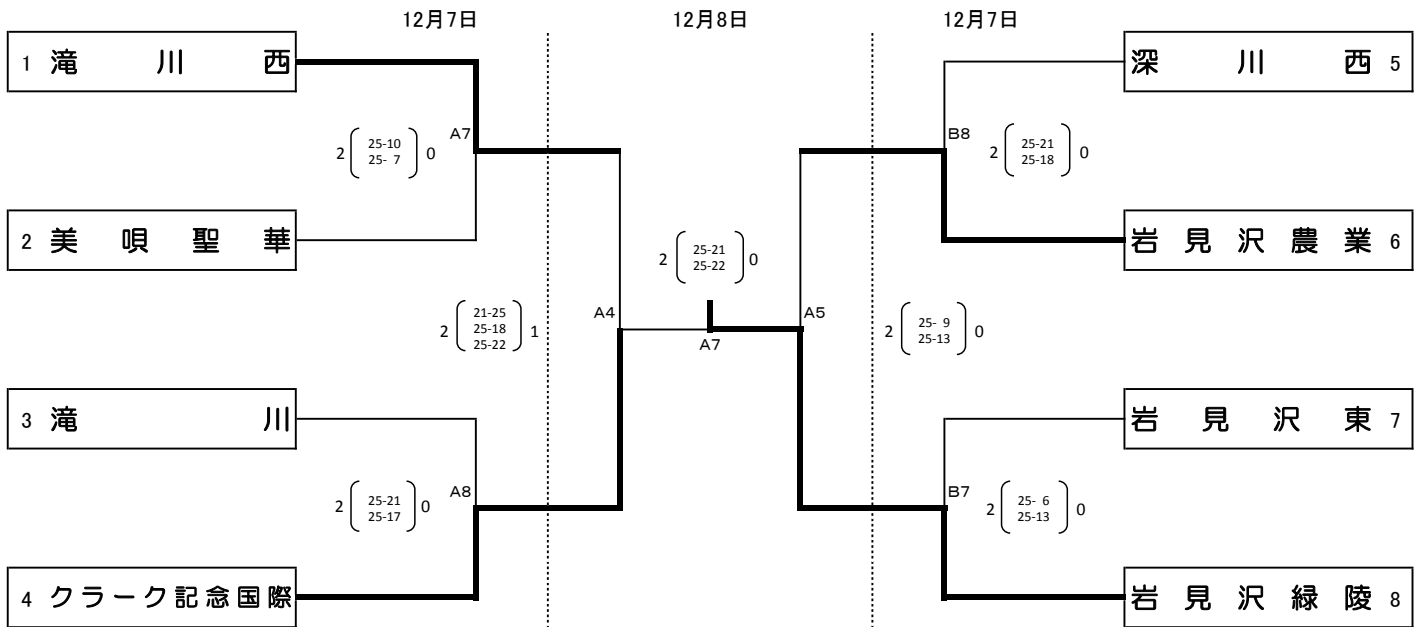 12月7日 12月8日 12月7日
1 滝川西
深川西 5
A7
2 25-10 0
25- 7
B8
2 25-21 0
25-18
2 美唄聖華
岩見沢農業 6
2 25-21 0
25-22
A4
2 21-25 1
25-18
25-22
A7
A5
2 25- 9 0
25-13
3 滝川
岩見沢東 7
A8
2 25-21 0
25-17
B7
2 25- 6 0
25-13
4 クラーク記念国際
岩見沢緑陵 8